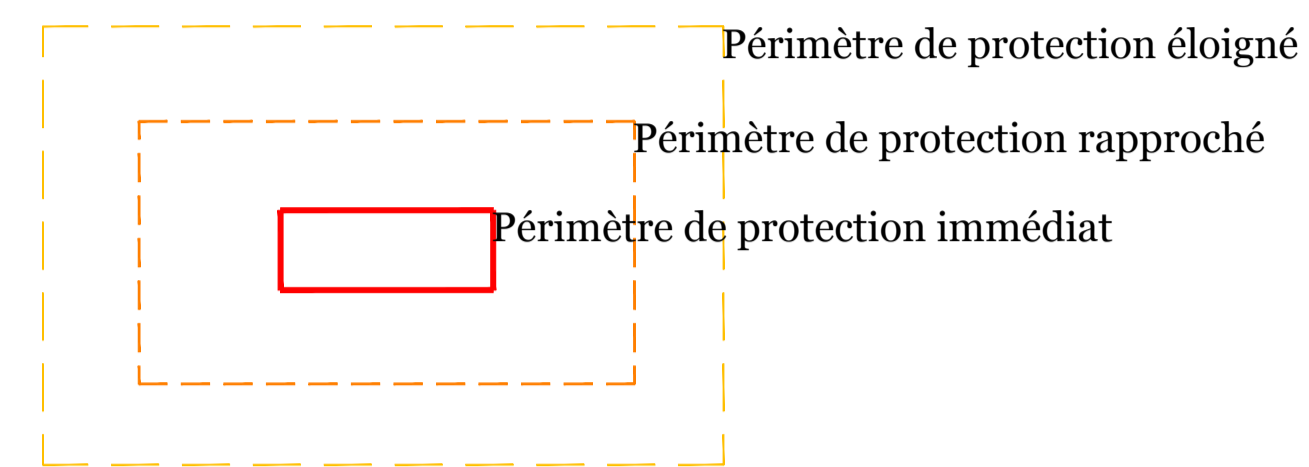 Périmètre de protection éloigné
Périmètre de protection rapproché
Périmètre de protection immédiat